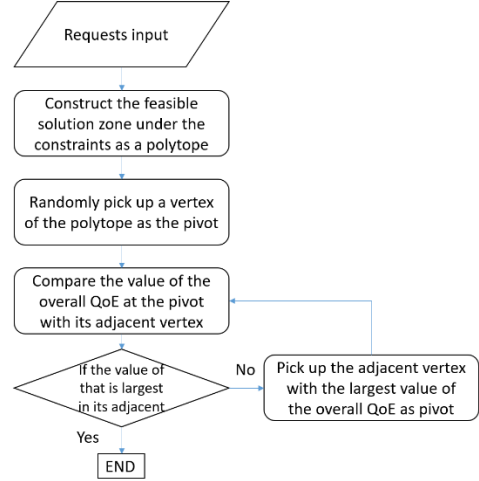 Requests input
Construct the feasible
solution zone under the
constraints as a polytope
Randomly pick up a vertex
of the polytope as the pivot
Compare the value of the
overall QoE at the pivot
with its adjacent vertex
If the value of
that is largest
in its adjacent
No
Pick up the adjacent vertex
with the largest value of
the overall QoE as pivot
Yes
END